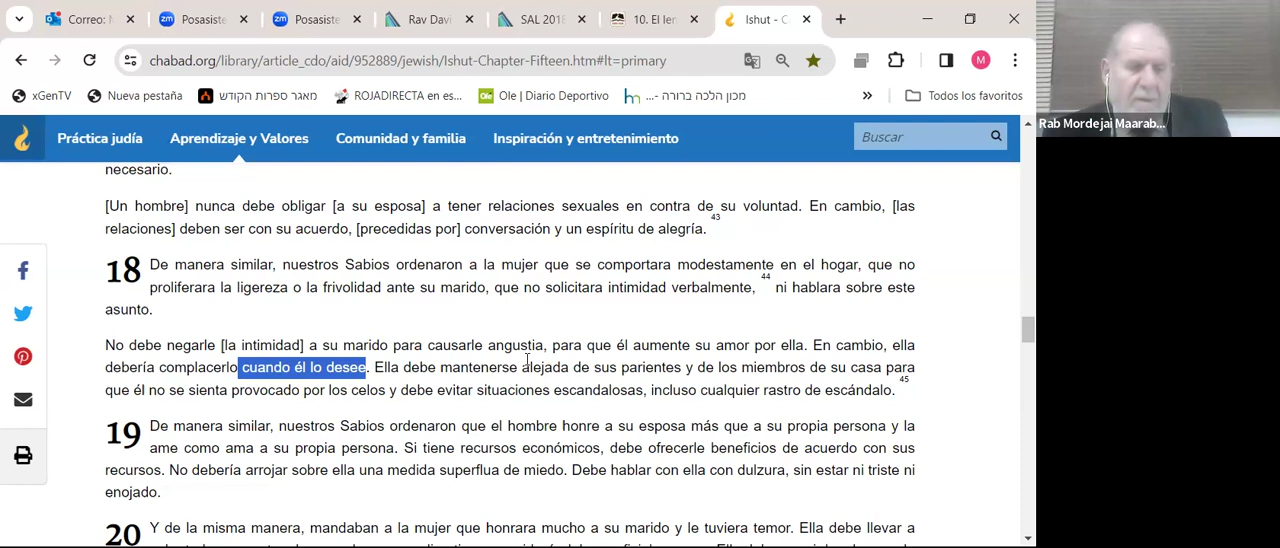 Correo: M
Posasiste
Posasiste
Rav Davi
SAL 2018
10. El len
Ishut - C
chabad.org/library/article_cdo/aid/952889/jewish/Ishut-Chapter-Fifteen.htm#lt=primary
M
xGenTV
Nueva pestaña
מאגר ספרות הקודש
ROJADIRECTA en es...
Ole | Diario Deportivo
מכון הלכה ברורה -...
»
Todos los favoritos
Rab Mordejai Maarab...
Práctica judía
Aprendizaje y Valores
Comunidad y familia
Inspiración y entretenimiento
Buscar
necesario.
[Un hombre] nunca debe obligar [a su esposa] a tener relaciones sexuales en contra de su voluntad. En cambio, [las
relaciones] deben ser con su acuerdo, [precedidas por] conversación y un espíritu de alegría. 43
18 De manera similar, nuestros Sabios ordenaron a la mujer que se comportara modestamente en el hogar, que no
proliferara la ligereza o la frivolidad ante su marido, que no solicitara intimidad verbalmente, 44 ni hablara sobre este
asunto.
No debe negarle [la intimidad] a su marido para causarle angustia, para que él aumente su amor por ella. En cambio, ella
debería complacerlo cuando él lo desee. Ella debe mantenerse alejada de sus parientes y de los miembros de su casa para
que él no se sienta provocado por los celos y debe evitar situaciones escandalosas, incluso cualquier rastro de escándalo. 45
19 De manera similar, nuestros Sabios ordenaron que el hombre honre a su esposa más que a su propia persona y la
ame como ama a su propia persona. Si tiene recursos económicos, debe ofrecerle beneficios de acuerdo con sus
recursos. No debería arrojar sobre ella una medida superflua de miedo. Debe hablar con ella con dulzura, sin estar ni triste ni
enojado.
20 Y de la misma manera, mandaban a la mujer que honrara mucho a su marido y le tuviera temor. Ella debe llevar a